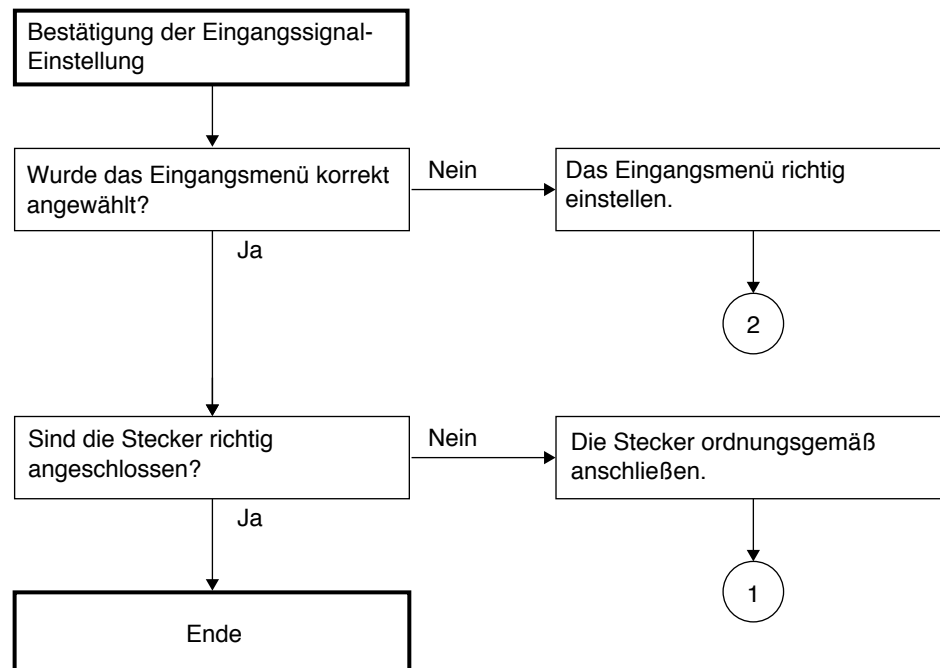 Bestätigung der Eingangssignal-
Einstellung
Wurde das Eingangsmenü korrekt
angewählt?
Nein
Das Eingangsmenü richtig
einstellen.
Ja
2
Sind die Stecker richtig
angeschlossen?
Nein
Die Stecker ordnungsgemäß
anschließen.
Ja
1
Ende